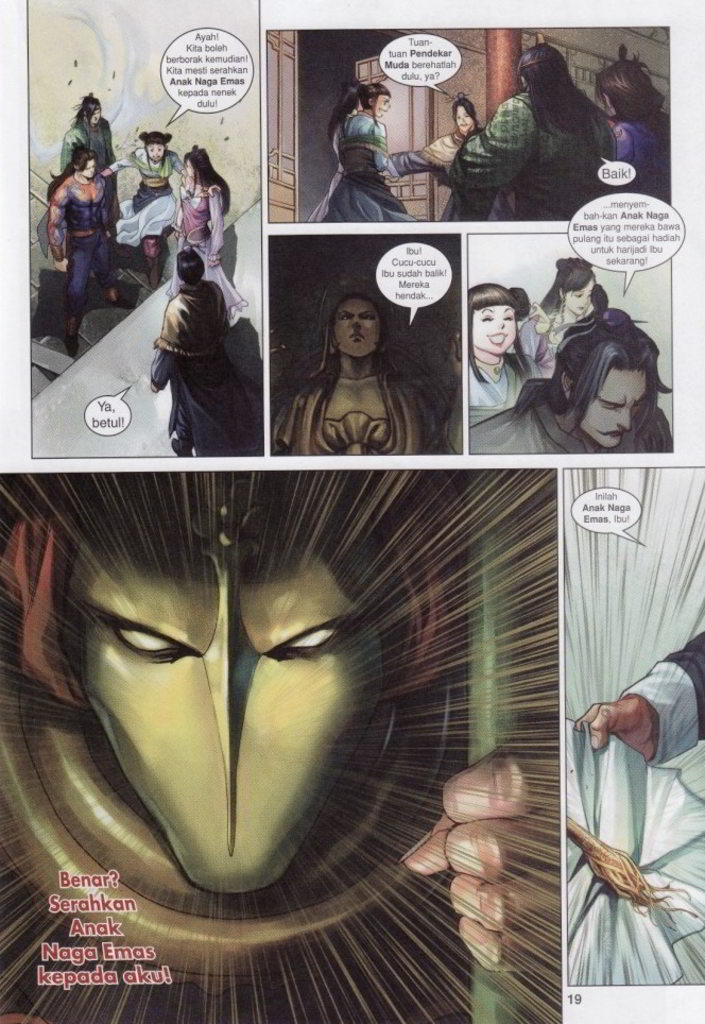 Ayah!
Kita boleh
berborak kemudian!
Kita mesti serahkan
Anak Naga Emas
kepada nenek
dulu!
Ya,
betul!
Tuan-
tuan Pendekar
Muda berehatlah
dulu, ya?
Baik!
Ibu!
Cucu-cucu
Ibu sudah balik!
Mereka
hendak...
...menyem-
bah-kan Anak Naga
Emas yang mereka bawa
pulang itu sebagai hadiah
untuk harijadi Ibu
sekarang!
Benar?
Serahkan
Anak
Naga Emas
kepada aku!
Inilah
Anak Naga
Emas, Ibu!
19